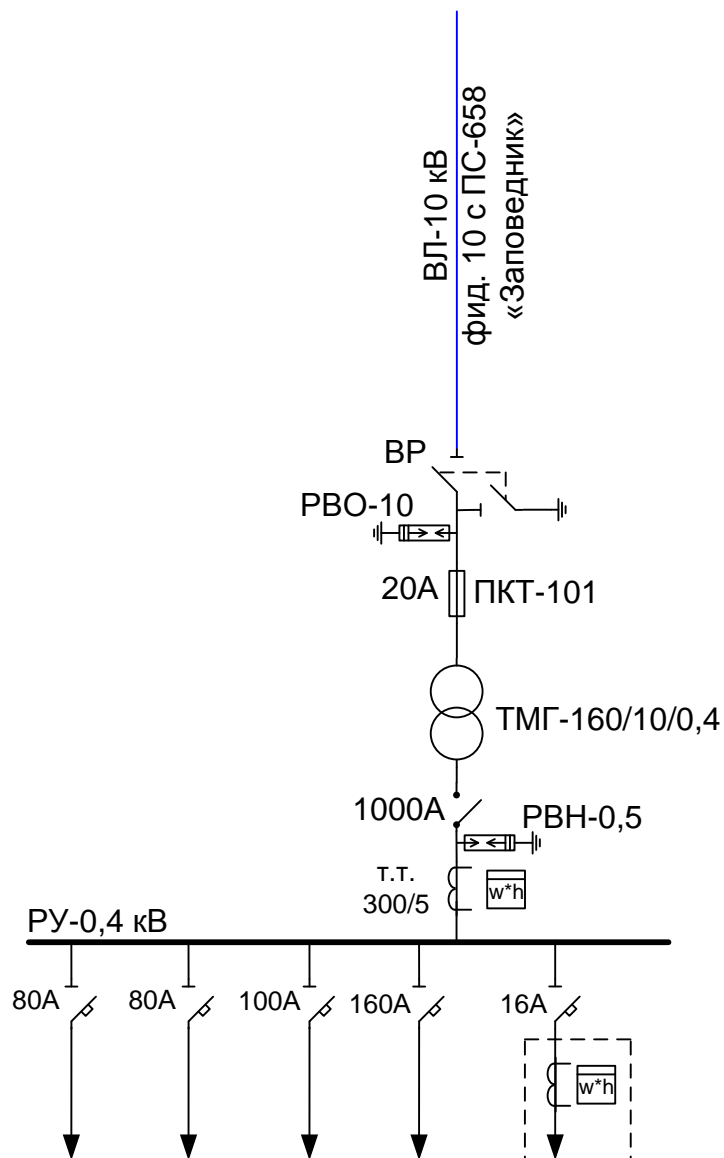 ВЛ-10 кВ
фид. 10 с ПС-658
«Заповедник»
ВР
РВО-10
20А
ПКТ-101
ТМГ-160/10/0,4
1000А
РВН-0,5
т.т.
300/5
w*h
РУ-0,4 кВ
80А
80А
100А
160А
16А
w*h